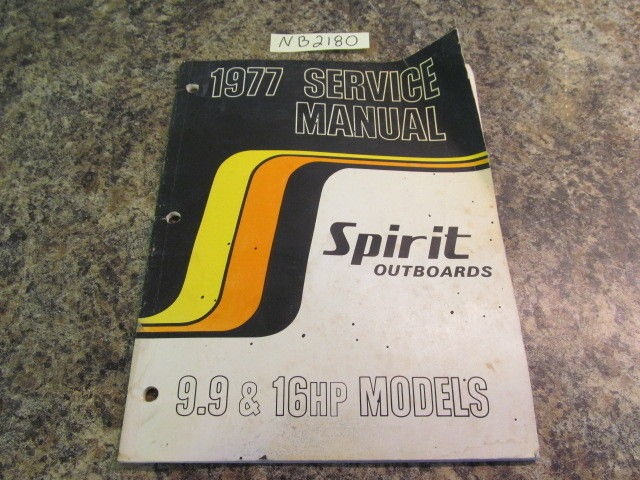 NB2180
1977 SERVICE
MANUAL
Spirit
OUTBOARDS
9.9 & 16HP MODELS